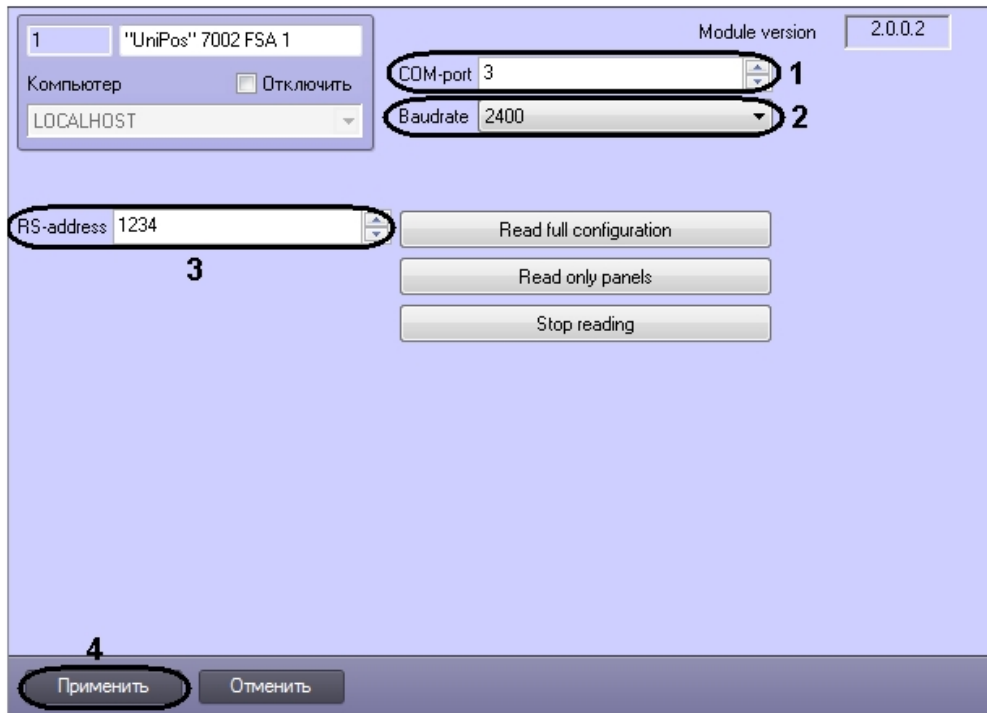 1 "UniPos" 7002 FSA 1
Module version 2.0.0.2
Компьютер Отключить
LOCALHOST
COM-port 3 1
Baudrate 2400 2
RS-address 1234
3
Read full configuration
Read only panels
Stop reading
4
Применить Отменить